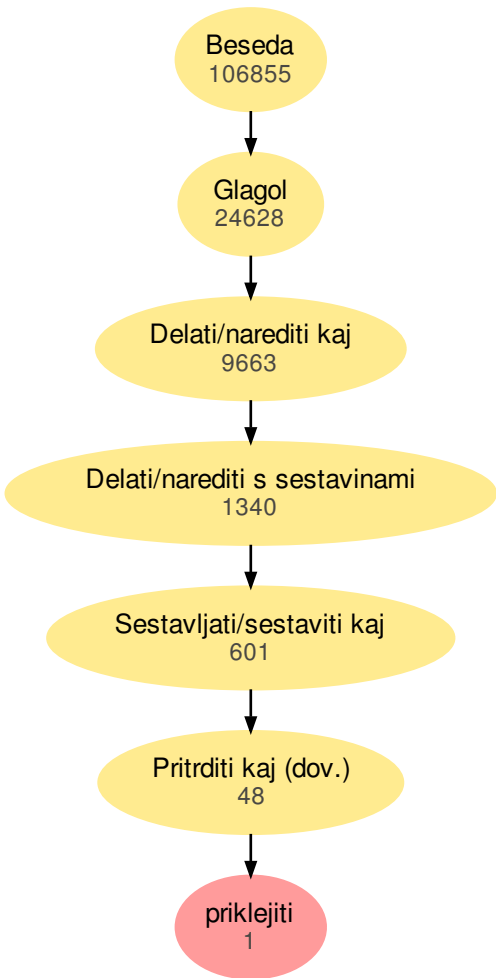 Beseda
106855
Glagol
24628
Delati/narediti kaj
9663
Delati/narediti s sestavinami
1340
Sestavljati/sestaviti kaj
601
Pritrditi kaj (dov.)
48
priklejiti
1